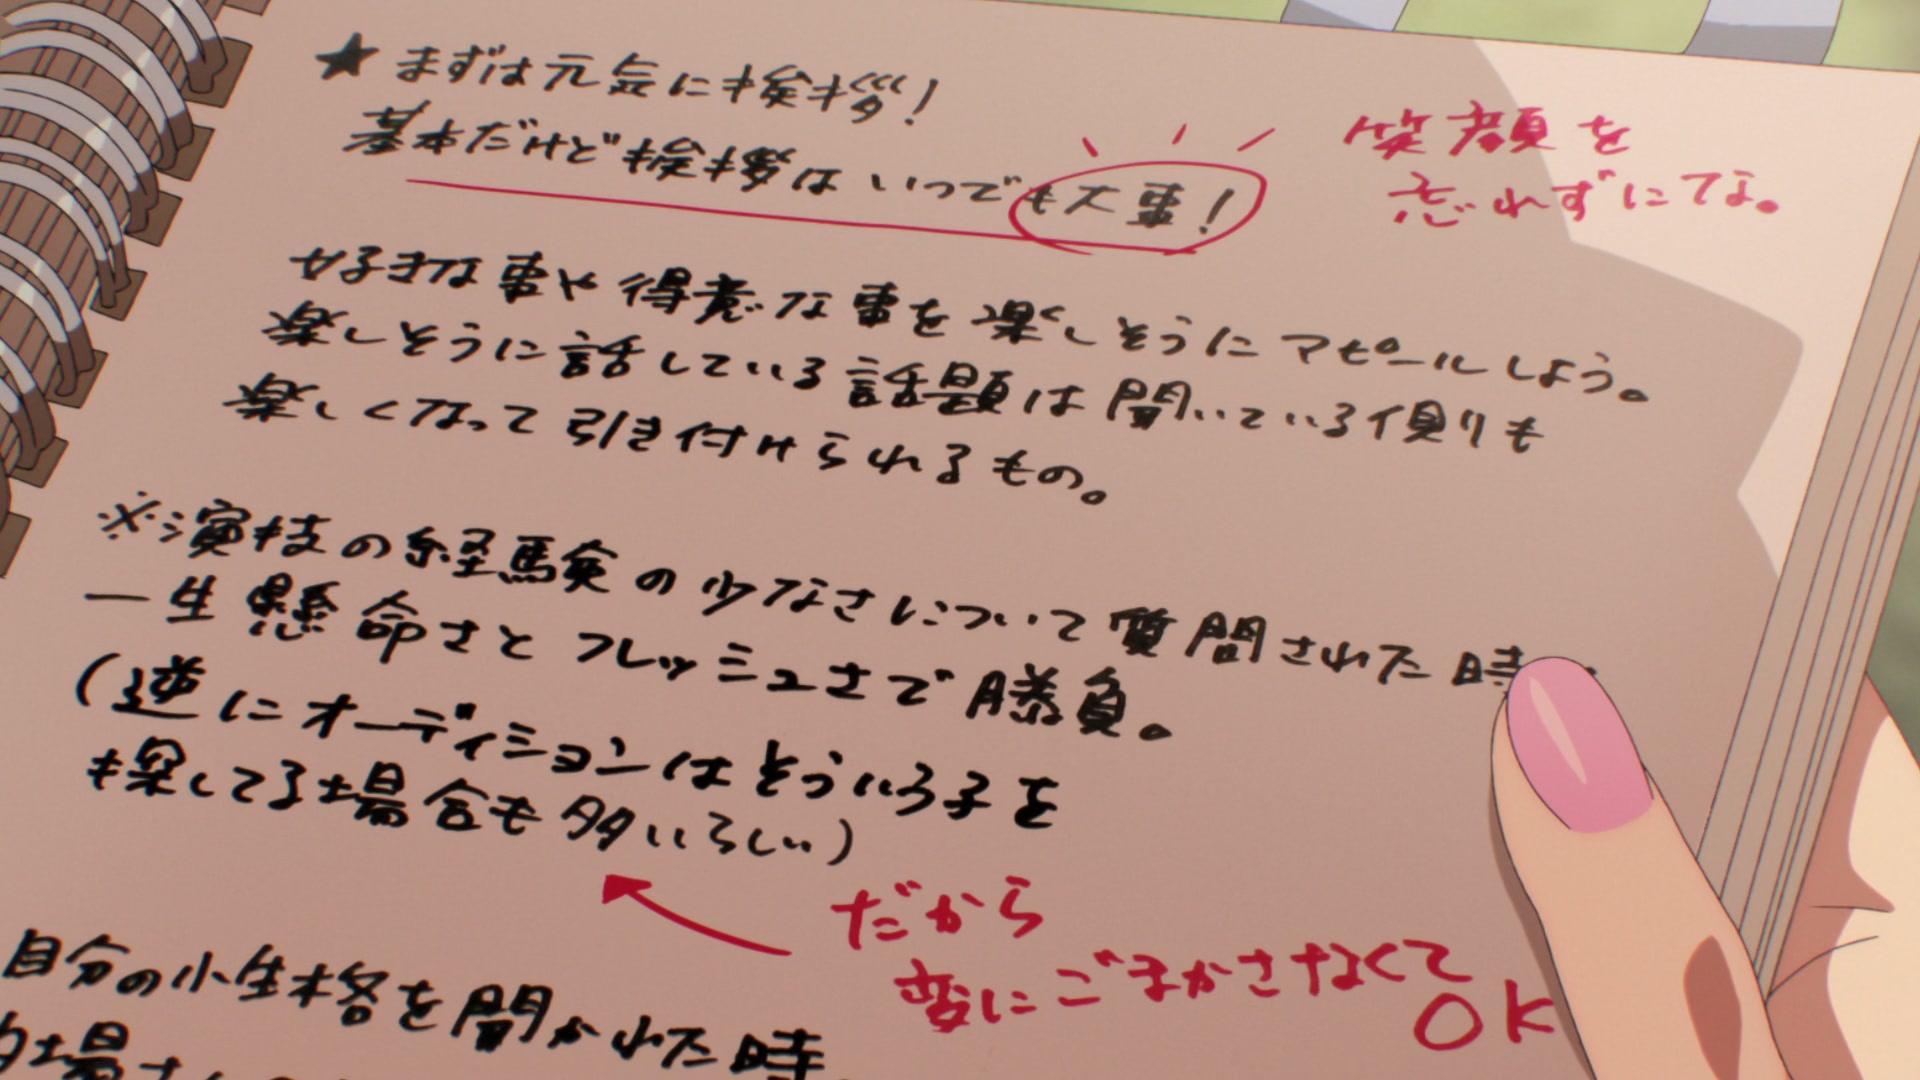 ★まずは元気に挨拶!
基本だけど挨拶はいつでも大事!
笑顔を
忘れずにてな。
好きな事や得意な事を楽しそうにアピールしよう。
楽しそうに話している話題は聞いている側りも
楽しくなって引き付けられるもの。
※演技の経験の少なさについて質問された時
一生懸命さとフレッシュさで勝負。
(逆にオーディションはそういう子を
探してる場合も多いらしい)
だから
変にごまかさなくて
OK
自分の性格を聞かれた時